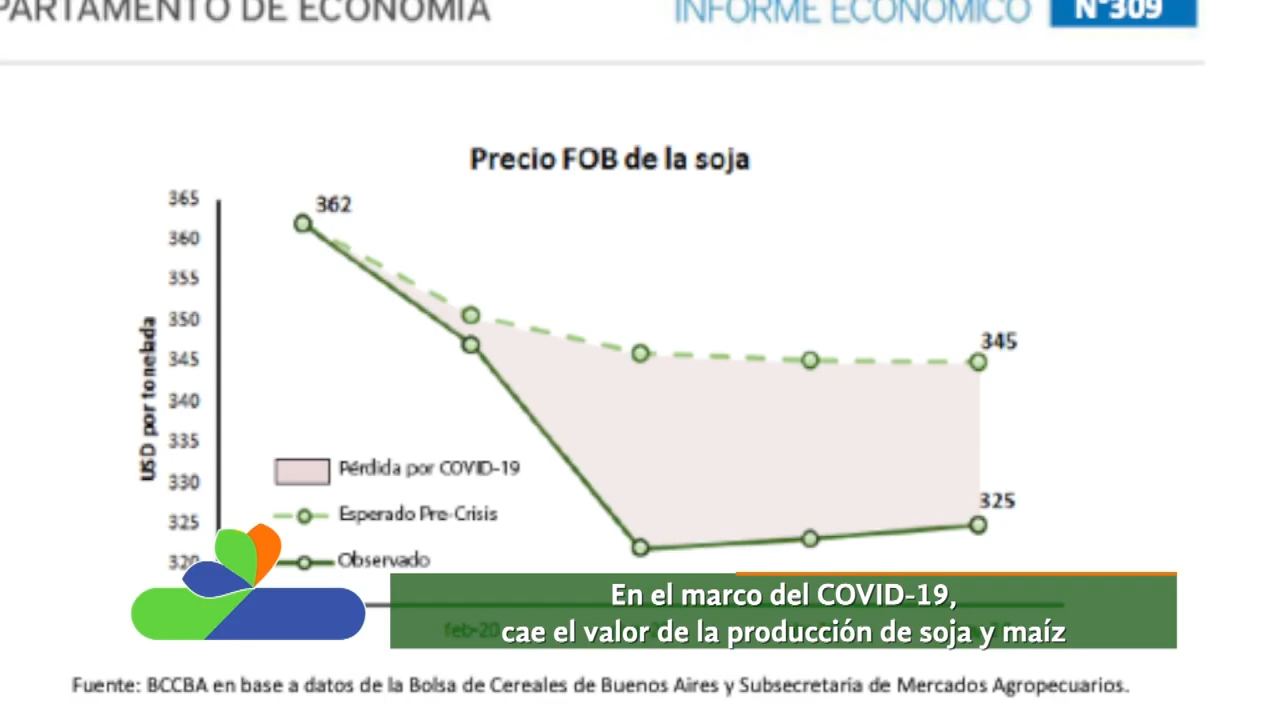 PARTAMENTO DE ECONOMÍA
INFORME ECONÓMICO
N°309
Precio FOB de la soja
365
360
355
350
345
340
335
330
325
320
USD por tonelada
362
345
325
Pérdida por COVID-19
Esperado Pre-Crisis
Observado
feb-20
En el marco del COVID-19,
cae el valor de la producción de soja y maíz
Fuente: BCCBA en base a datos de la Bolsa de Cereales de Buenos Aires y Subsecretaria de Mercados Agropecuarios.